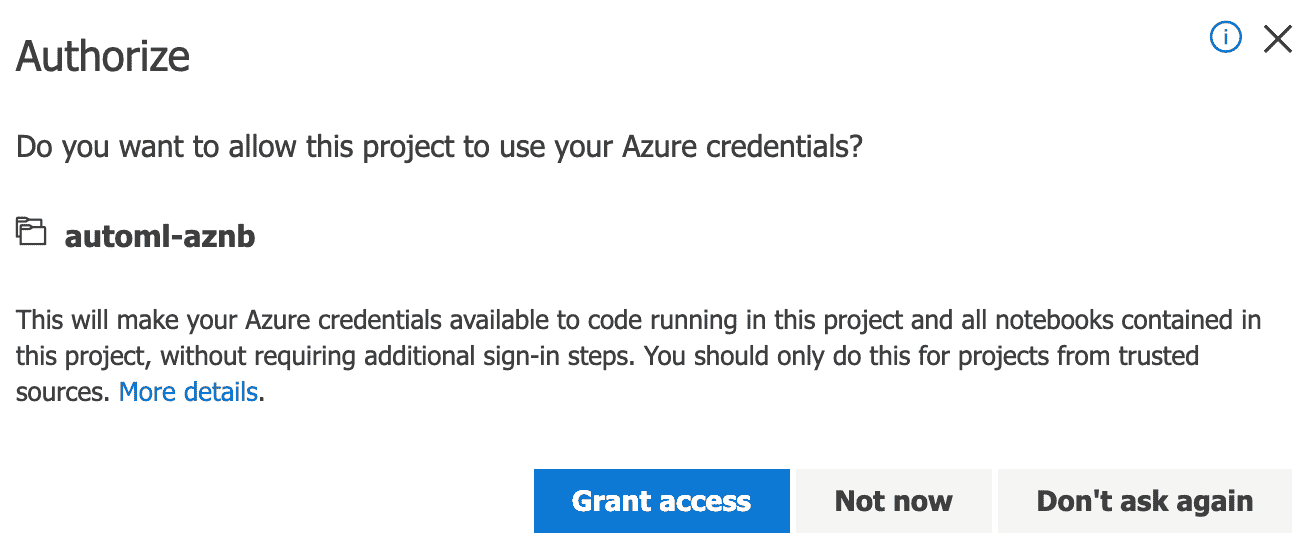 Authorize
Do you want to allow this project to use your Azure credentials?
automl-aznb
This will make your Azure credentials available to code running in this project and all notebooks contained in
this project, without requiring additional sign-in steps. You should only do this for projects from trusted
sources. More details.
Grant access Not now Don't ask again